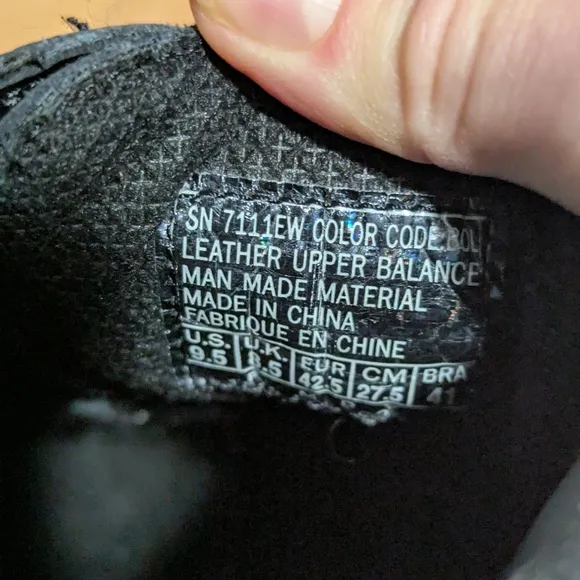 SN 7111EW COLOR CODE:BOL
LEATHER UPPER BALANCE
MAN MADE MATERIAL
MADE IN CHINA
FABRIQUE EN CHINE
U.S. U.K. EUR CM BRA
9.5 8.5 42.5 27.5 41